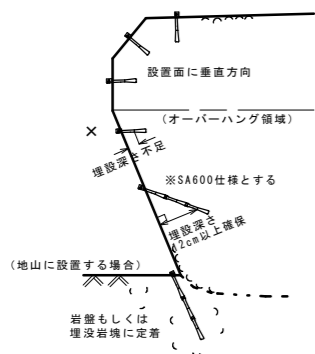 設置面に垂直方向
(オーバーハング領域)
×
埋設深さ不足
※SA600仕様とする
埋設深さ
42cm以上確保
(地山に設置する場合)
岩盤もしくは
埋没岩塊に定着